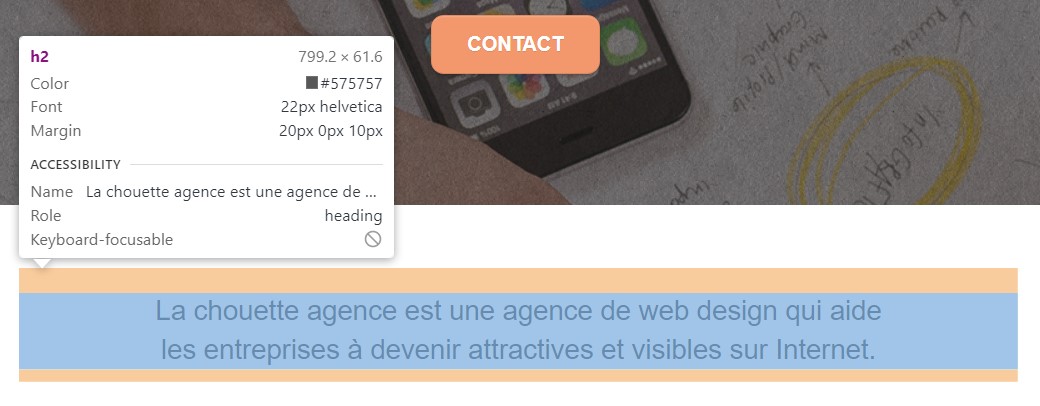 CONTACT
h2 799.2 × 61.6
Color #575757
Font 22px helvetica
Margin 20px 0px 10px
ACCESSIBILITY
Name La chouette agence est une agence de ...
Role heading
Keyboard-focusable
La chouette agence est une agence de web design qui aide
les entreprises à devenir attractives et visibles sur Internet.